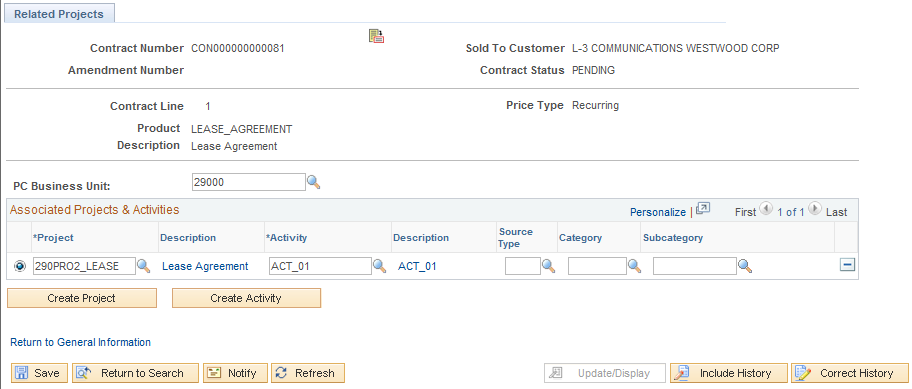 Related Projects
Contract Number CON000000000081 Sold To Customer L-3 COMMUNICATIONS WESTWOOD CORP
Amendment Number Contract Status PENDING
Contract Line 1 Price Type Recurring
Product LEASE_AGREEMENT
Description Lease Agreement
PC Business Unit: 29000
Associated Projects & Activities Personalize | First 1 of 1 Last
*Project Description *Activity Description Source Type Category Subcategory
290PRO2_LEASE Lease Agreement ACT_01 ACT_01
Create Project Create Activity
Return to General Information
Save Return to Search Notify Refresh Update/Display Include History Correct History